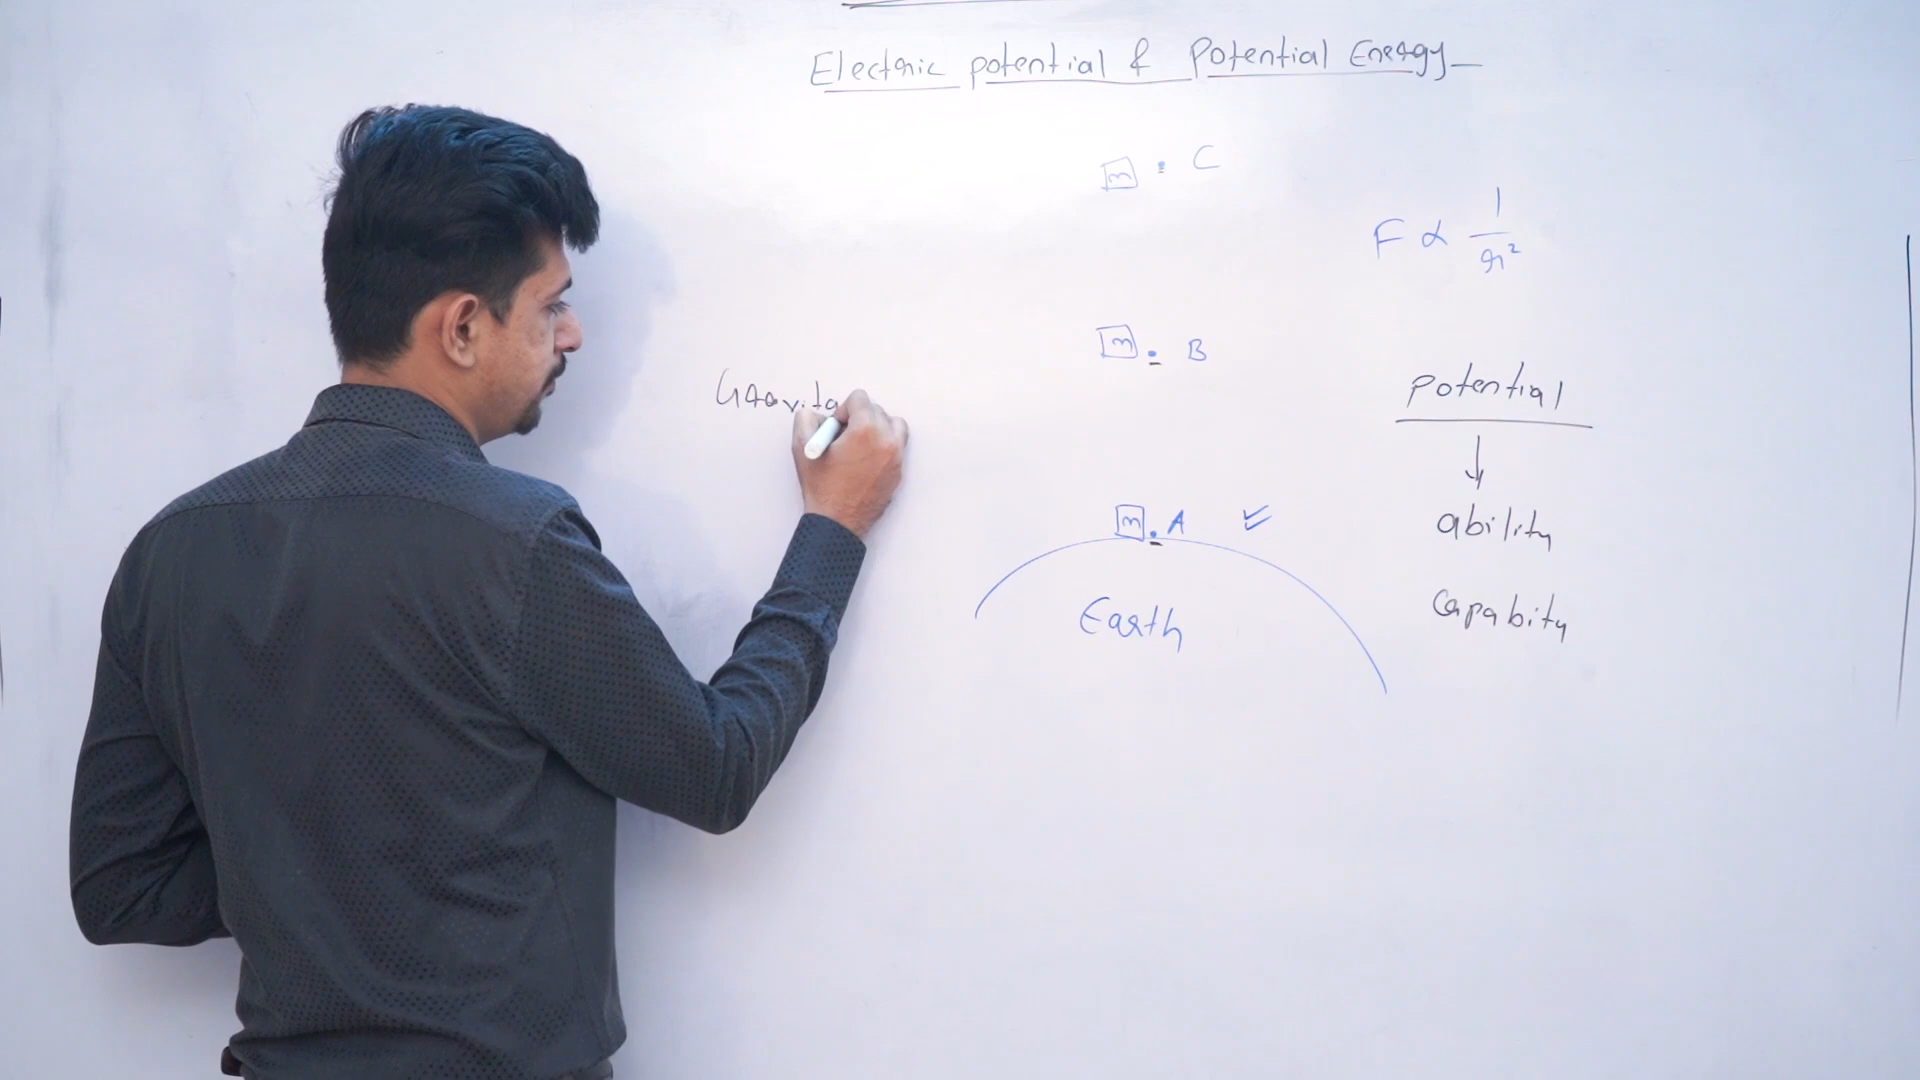 Electric potential & Potential Energy
m . C
F ∝ 1/r²
m . B
Potential
Gravita
m . A
ability
Earth
Capabity